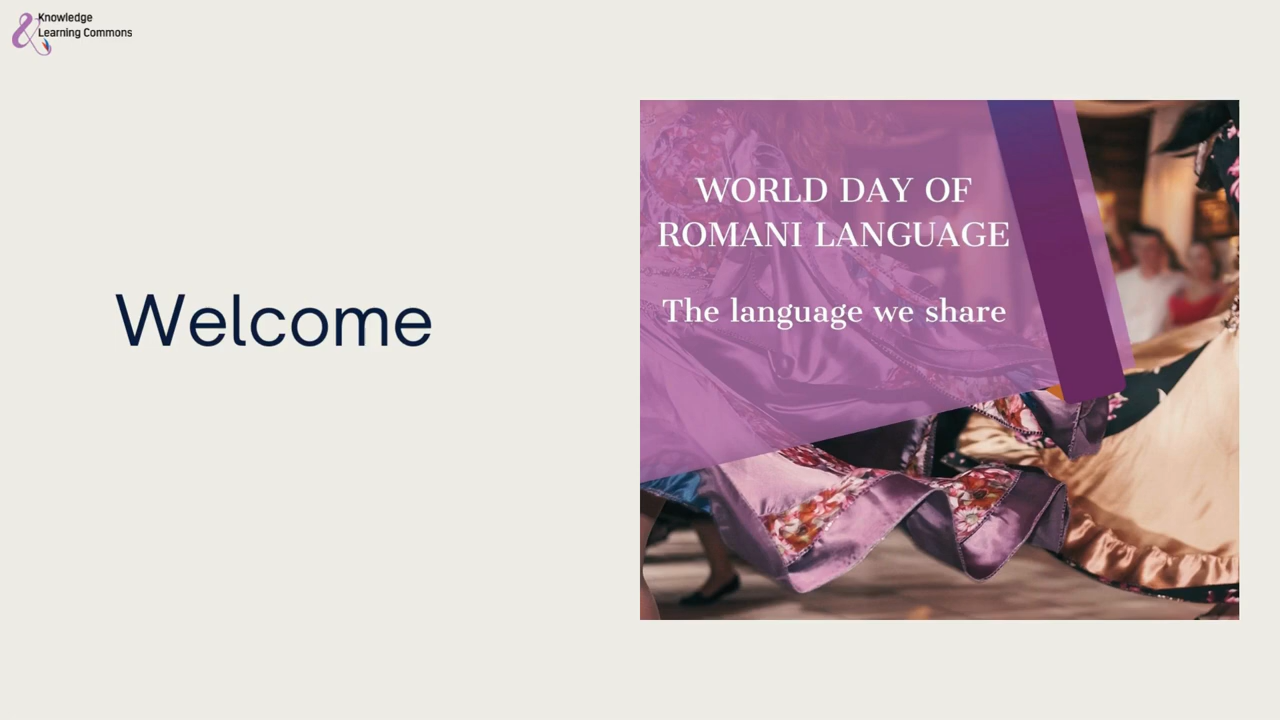 Knowledge
& Learning Commons
Welcome
WORLD DAY OF
ROMANI LANGUAGE
The language we share